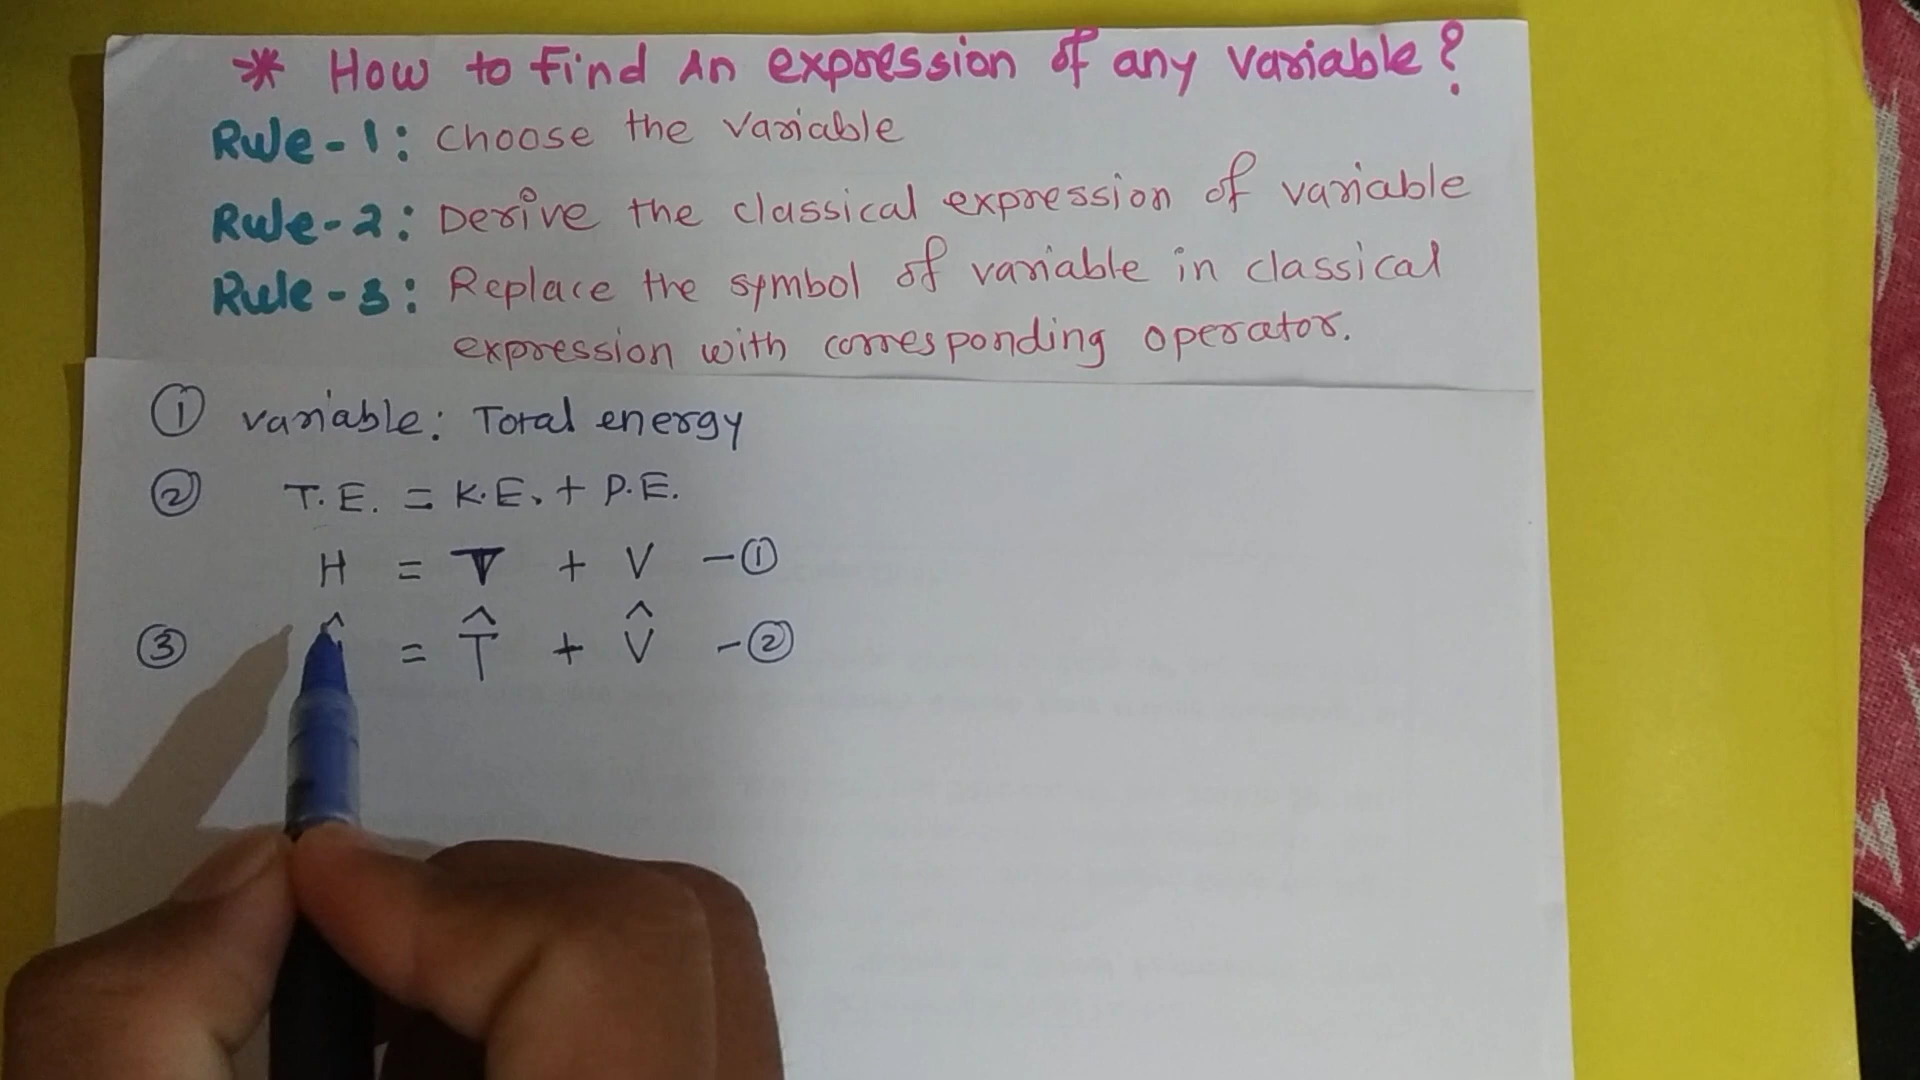 * How to find An expression of any variable?
Rule-1: choose the variable
Rule-2: Derive the classical expression of variable
Rule-3: Replace the symbol of variable in classical
expression with corresponding operator.
① variable: Total energy
② T.E. = K.E. + P.E.
H = T + V -①
③ = T̂ + V̂ -②